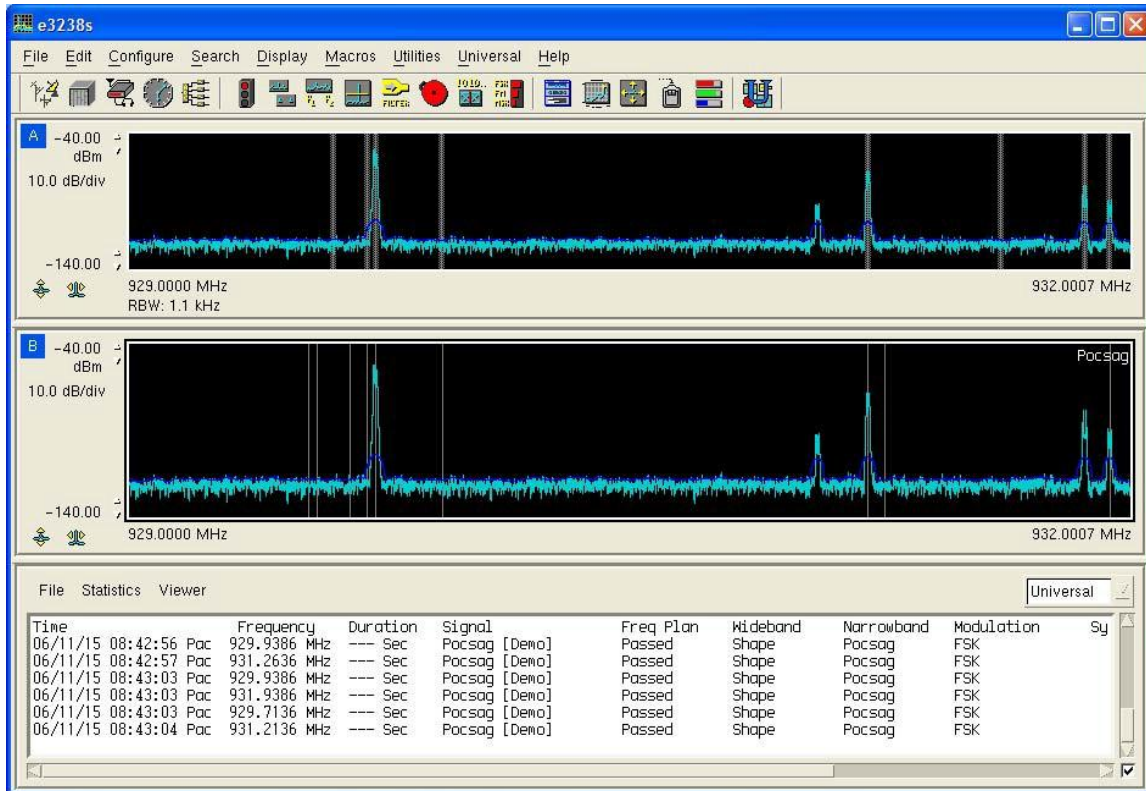 e3238s
File Edit Configure Search Display Macros Utilities Universal Help
FILTER
A -40.00
dBm
10.0 dB/div
-140.00
929.0000 MHz 932.0007 MHz
RBW: 1.1 kHz
B -40.00 Pocsag
dBm
10.0 dB/div
-140.00
929.0000 MHz 932.0007 MHz
File Statistics Viewer Universal
Time Frequency Duration Signal Freq Plan Wideband Narrowband Modulation Sy
06/11/15 08:42:56 Pac 929.9386 MHz --- Sec Pocsag [Demo] Passed Shape Pocsag FSK
06/11/15 08:42:57 Pac 931.2636 MHz --- Sec Pocsag [Demo] Passed Shape Pocsag FSK
06/11/15 08:43:03 Pac 929.9386 MHz --- Sec Pocsag [Demo] Passed Shape Pocsag FSK
06/11/15 08:43:03 Pac 931.9386 MHz --- Sec Pocsag [Demo] Passed Shape Pocsag FSK
06/11/15 08:43:03 Pac 929.7136 MHz --- Sec Pocsag [Demo] Passed Shape Pocsag FSK
06/11/15 08:43:04 Pac 931.2136 MHz --- Sec Pocsag [Demo] Passed Shape Pocsag FSK